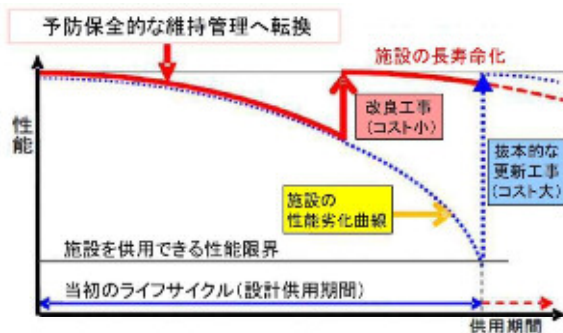 予防保全的な維持管理へ転換
施設の長寿命化
性能
改良工事
(コスト小)
抜本的な
更新工事
(コスト大)
施設の
性能劣化曲線
施設を供用できる性能限界
当初のライフサイクル(設計供用期間)
供用期間